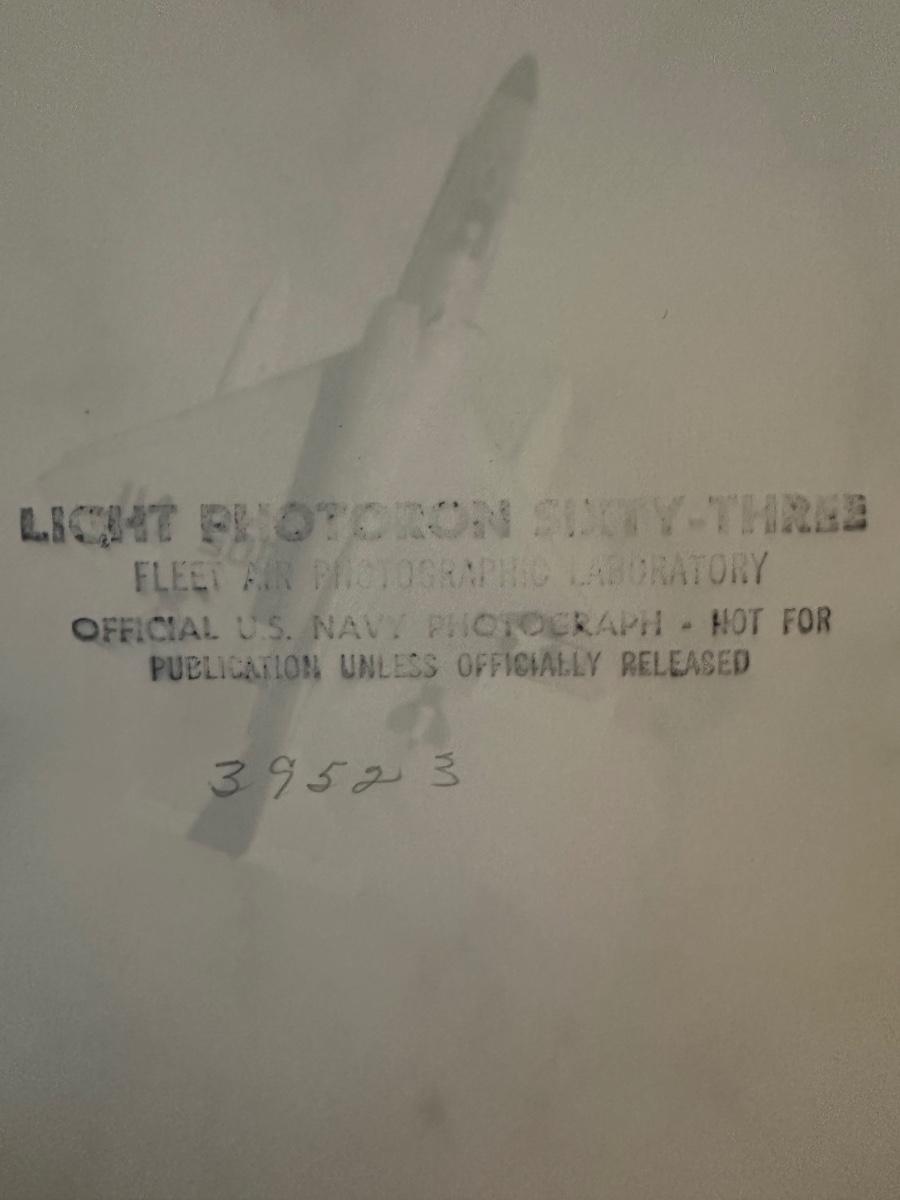 LIGHT PHOTORON SIXTY-THREE
FLEET AIR PHOTOGRAPHIC LABORATORY
OFFICIAL U.S. NAVY PHOTOGRAPH - NOT FOR
PUBLICATION UNLESS OFFICIALLY RELEASED
39523